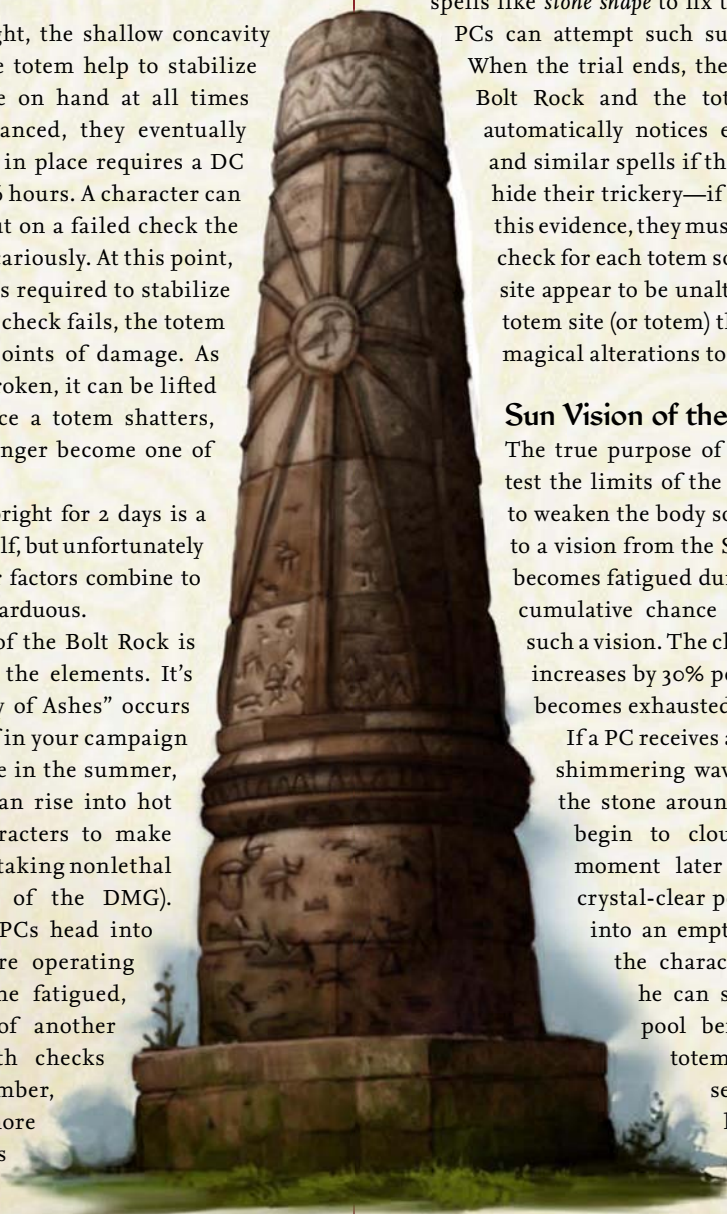 ght, the shallow concavity
e totem help to stabilize
e on hand at all times
anced, they eventually
in place requires a DC
6 hours. A character can
ut on a failed check the
cariously. At this point,
s required to stabilize
check fails, the totem
oints of damage. As
roken, it can be lifted
ce a totem shatters,
nger become one of
pright for 2 days is a
lf, but unfortunately
r factors combine to
arduous.
of the Bolt Rock is
the elements. It's
y of Ashes” occurs
f in your campaign
e in the summer,
an rise into hot
racters to make
taking nonlethal
of the DMG).
PCs head into
re operating
ne fatigued,
of another
th checks
mber,
nore
s
spells like stone shape to fix t
PCs can attempt such su
When the trial ends, the
Bolt Rock and the tot
automatically notices e
and similar spells if th
hide their trickery—if
this evidence, they mus
check for each totem so
site appear to be unalt
totem site (or totem) th
magical alterations to
Sun Vision of the
The true purpose of
test the limits of the
to weaken the body so
to a vision from the S
becomes fatigued du
cumulative chance
such a vision. The cl
increases by 30% pe
becomes exhausted
If a PC receives a
shimmering wav
the stone aroun
begin to clou
moment later
crystal-clear p
into an empt
the charac
he can s
pool be
totem
se